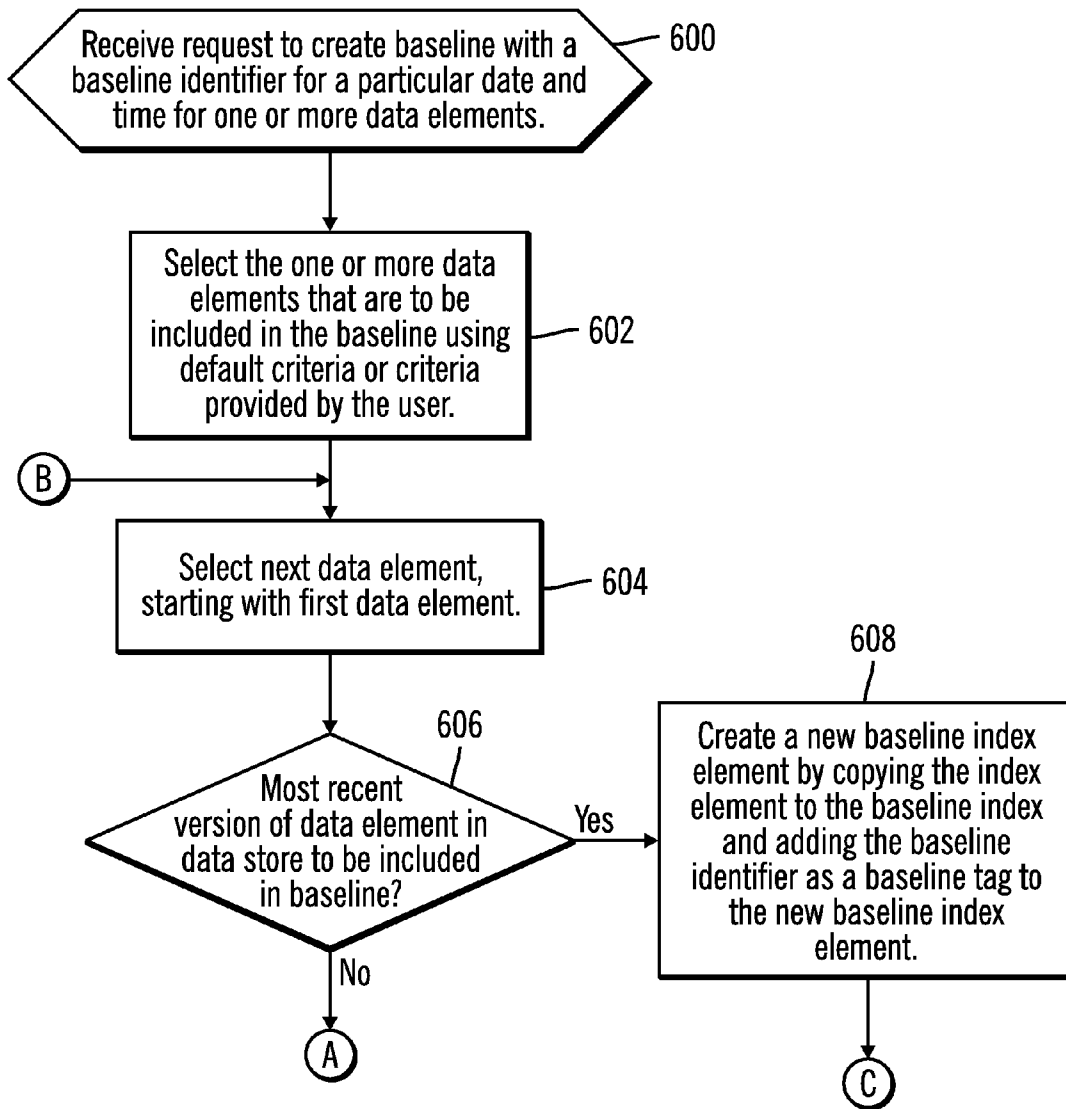 Receive request to create baseline with a
baseline identifier for a particular date and
time for one or more data elements.
600
Select the one or more data
elements that are to be
included in the baseline using
default criteria or criteria
provided by the user.
602
B
Select next data element,
starting with first data element.
604
606
Most recent
version of data element in
data store to be included
in baseline?
Yes
No
A
608
Create a new baseline index
element by copying the index
element to the baseline index
and adding the baseline
identifier as a baseline tag to
the new baseline index
element.
C